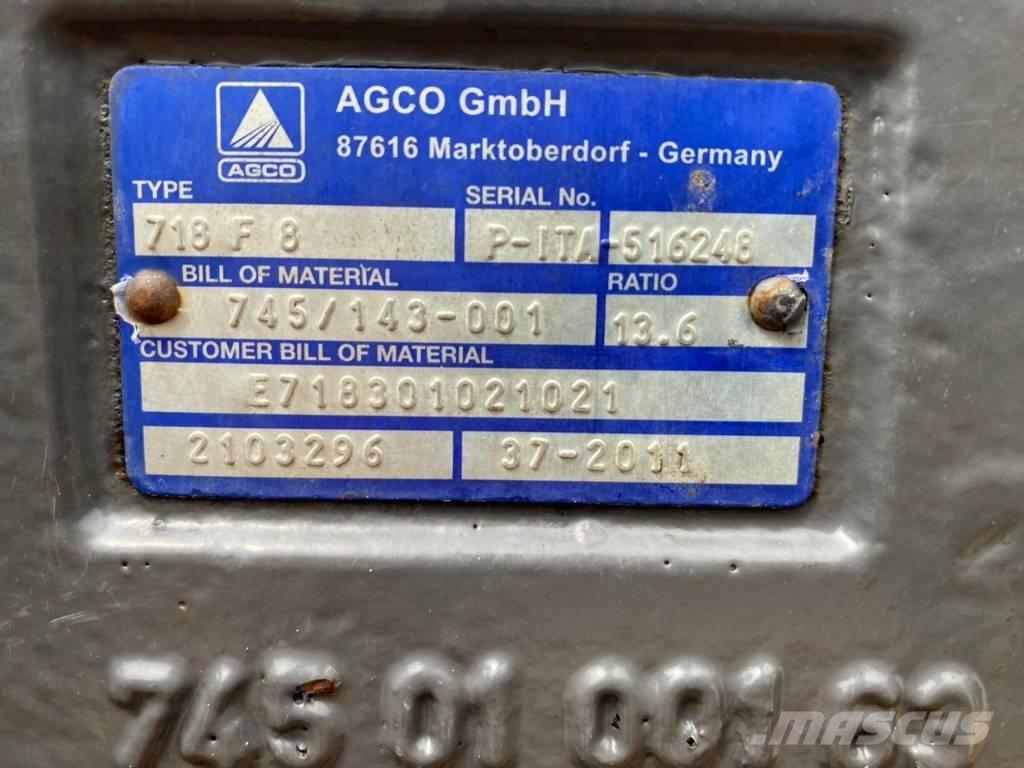 AGCO GmbH
87616 Marktoberdorf - Germany
AGCO
TYPE
SERIAL No.
718 F 8
P-ITA-516248
BILL OF MATERIAL
RATIO
745/143-001
13.6
CUSTOMER BILL OF MATERIAL
E718301021021
2103296
37-2011
745 01 001
MASCUS